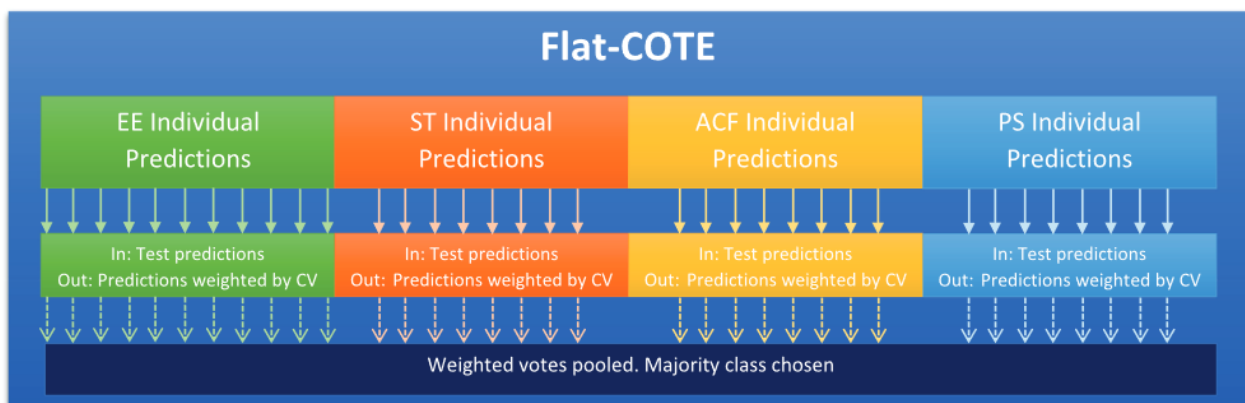 Flat-COTE
EE Individual
Predictions
ST Individual
Predictions
ACF Individual
Predictions
PS Individual
Predictions
In: Test predictions
Out: Predictions weighted by CV
In: Test predictions
Out: Predictions weighted by CV
In: Test predictions
Out: Predictions weighted by CV
In: Test predictions
Out: Predictions weighted by CV
Weighted votes pooled. Majority class chosen